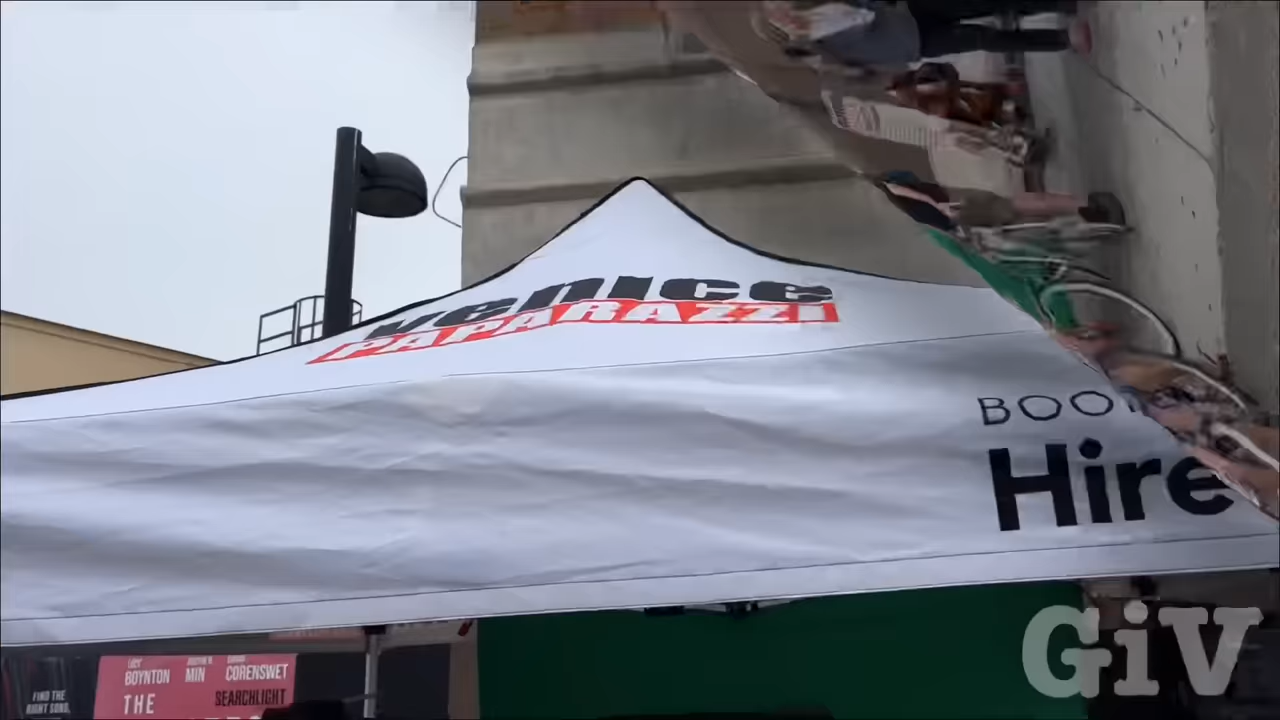 venice
PAPARAZZI
BOO
Hire
BOYNTON
MIN
CORENSWET
THE
SEARCHLIGHT
FIND THE
RIGHT SONG,
GiV